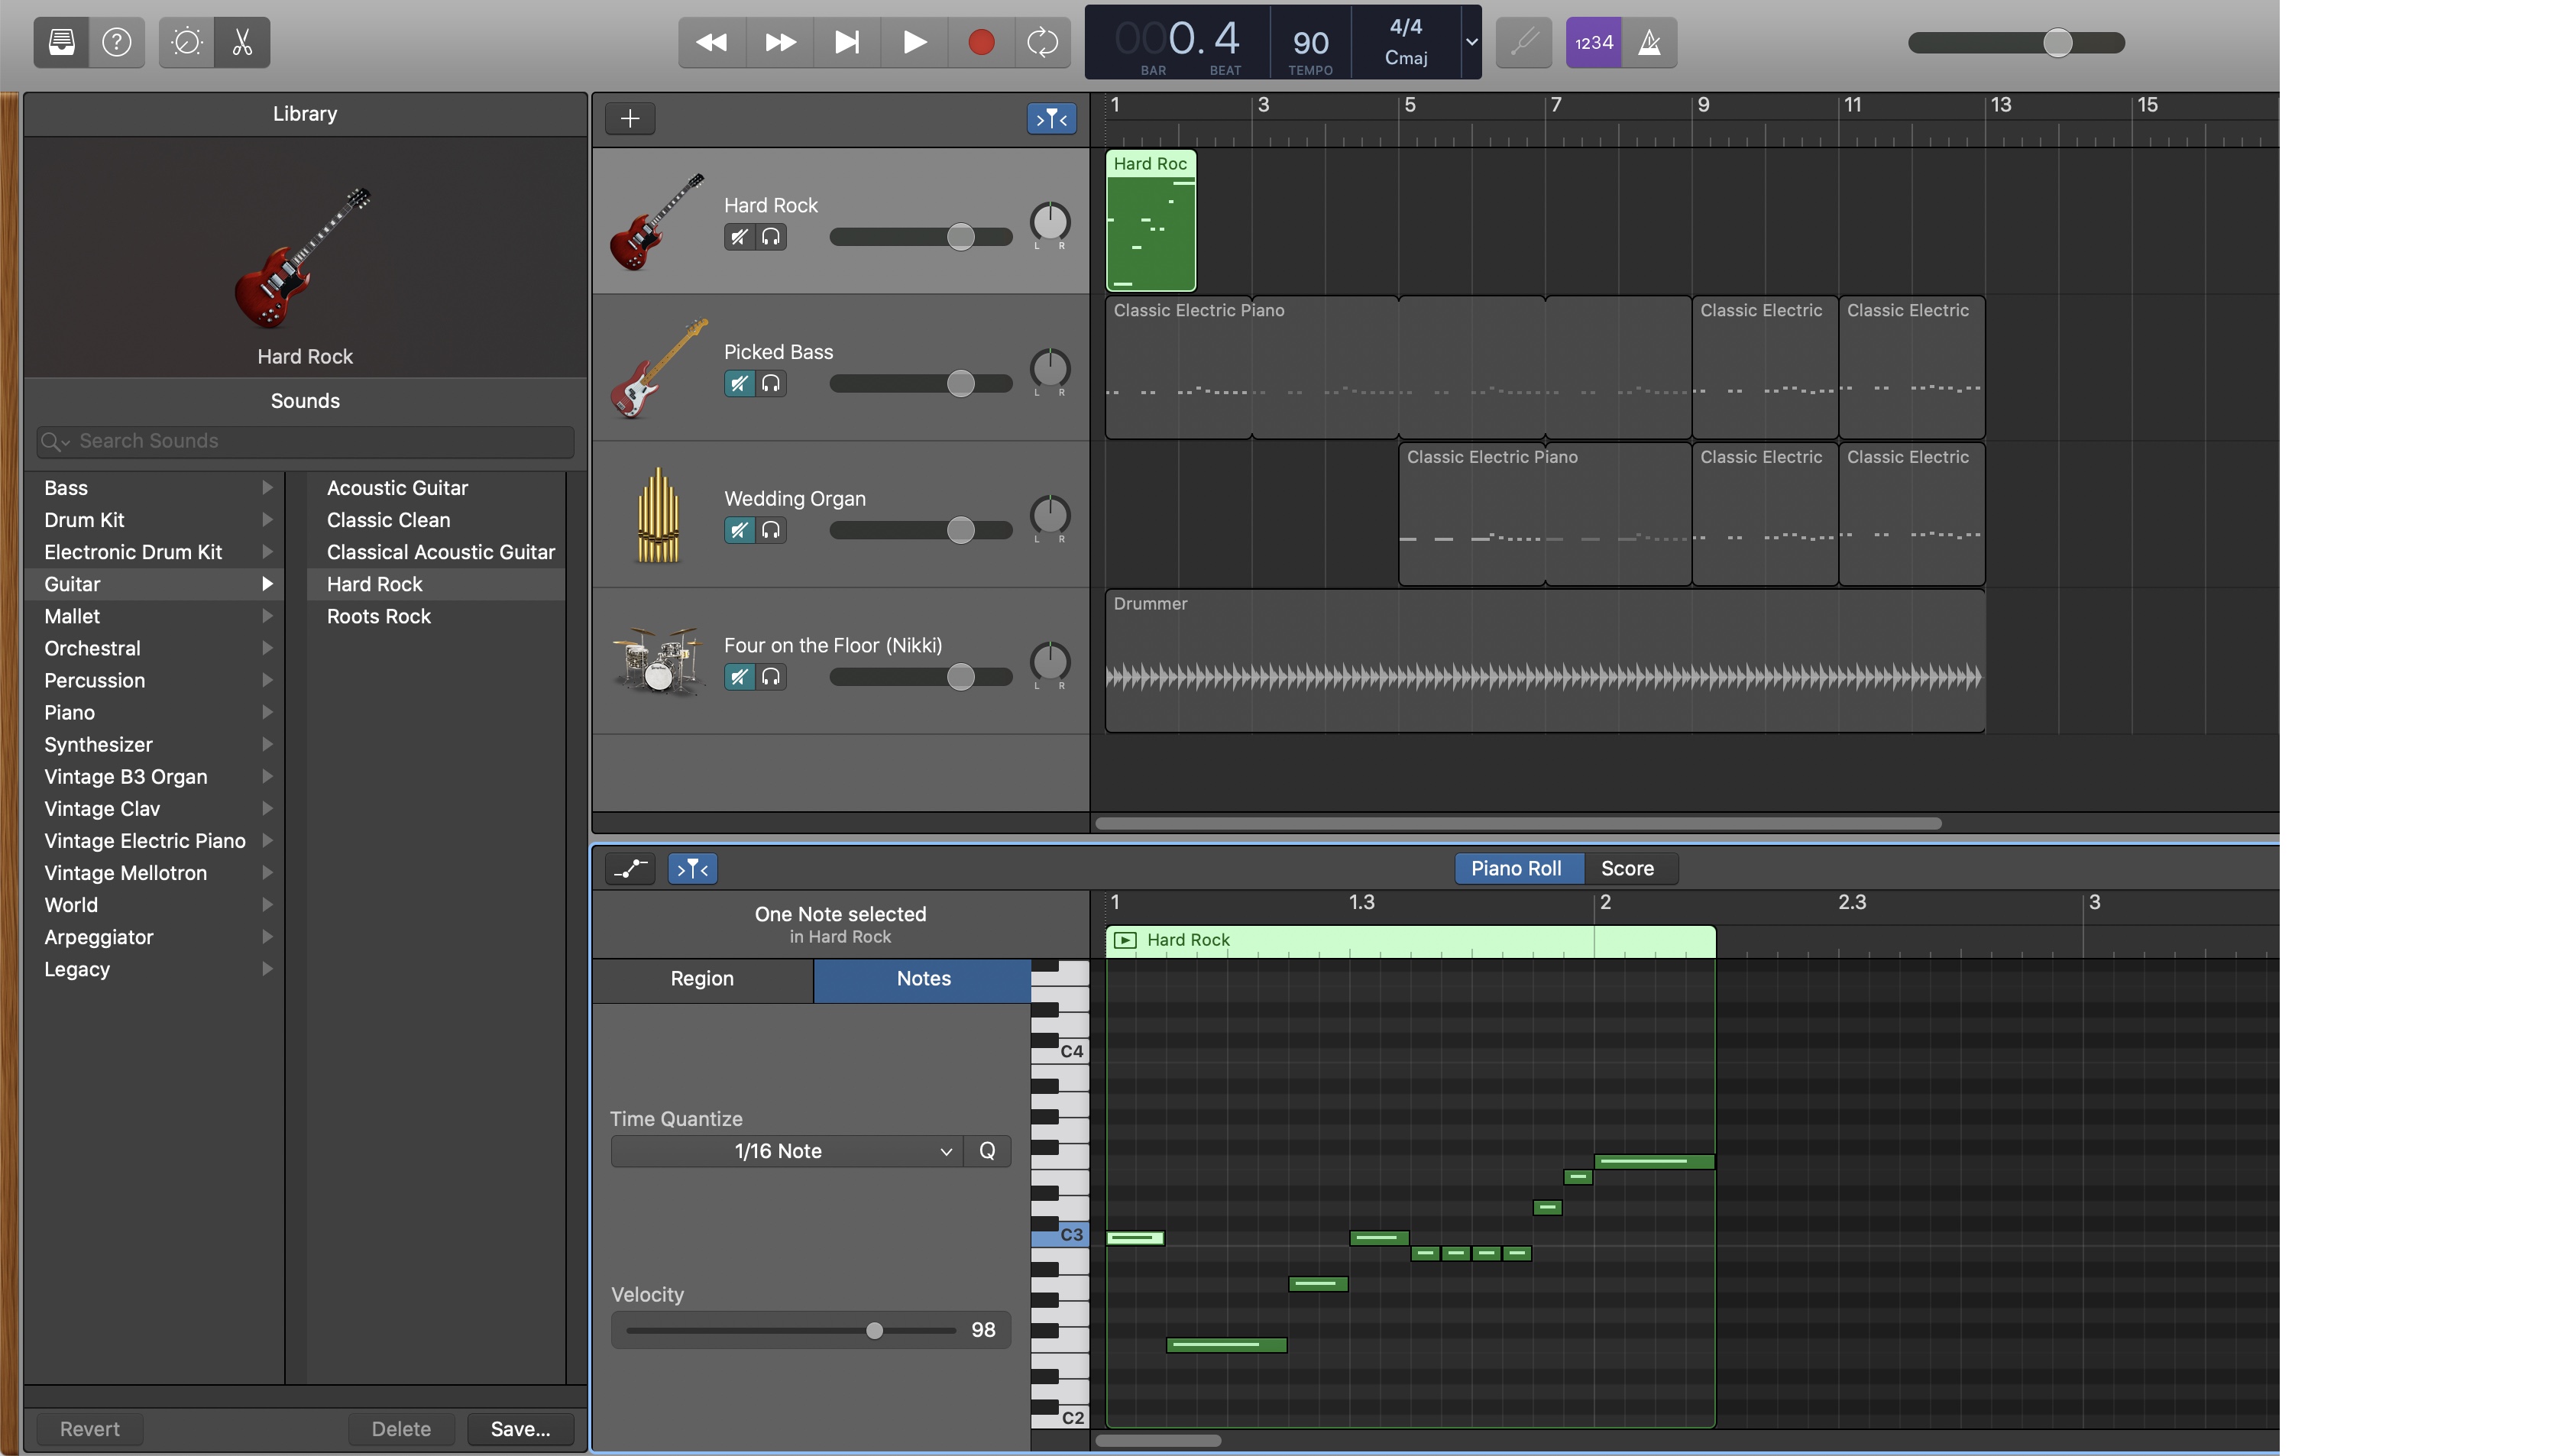 000.4
BAR BEAT
90
TEMPO
4/4
Cmaj
1234
Library
Hard Rock
Sounds
Search Sounds
Bass
Drum Kit
Electronic Drum Kit
Guitar
Mallet
Orchestral
Percussion
Piano
Synthesizer
Vintage B3 Organ
Vintage Clav
Vintage Electric Piano
Vintage Mellotron
World
Arpeggiator
Legacy
Acoustic Guitar
Classic Clean
Classical Acoustic Guitar
Hard Rock
Roots Rock
Revert Delete Save...
1 3 5 7 9 11 13 15
Hard Rock
L R
Hard Roc
Picked Bass
L R
Classic Electric Piano Classic Electric Classic Electric
Wedding Organ
L R
Classic Electric Piano Classic Electric Classic Electric
Four on the Floor (Nikki)
L R
Drummer
Piano Roll Score
One Note selected
in Hard Rock
1 1.3 2 2.3 3
Hard Rock
Region Notes
Time Quantize
1/16 Note Q
Velocity
98
C4
C3
C2